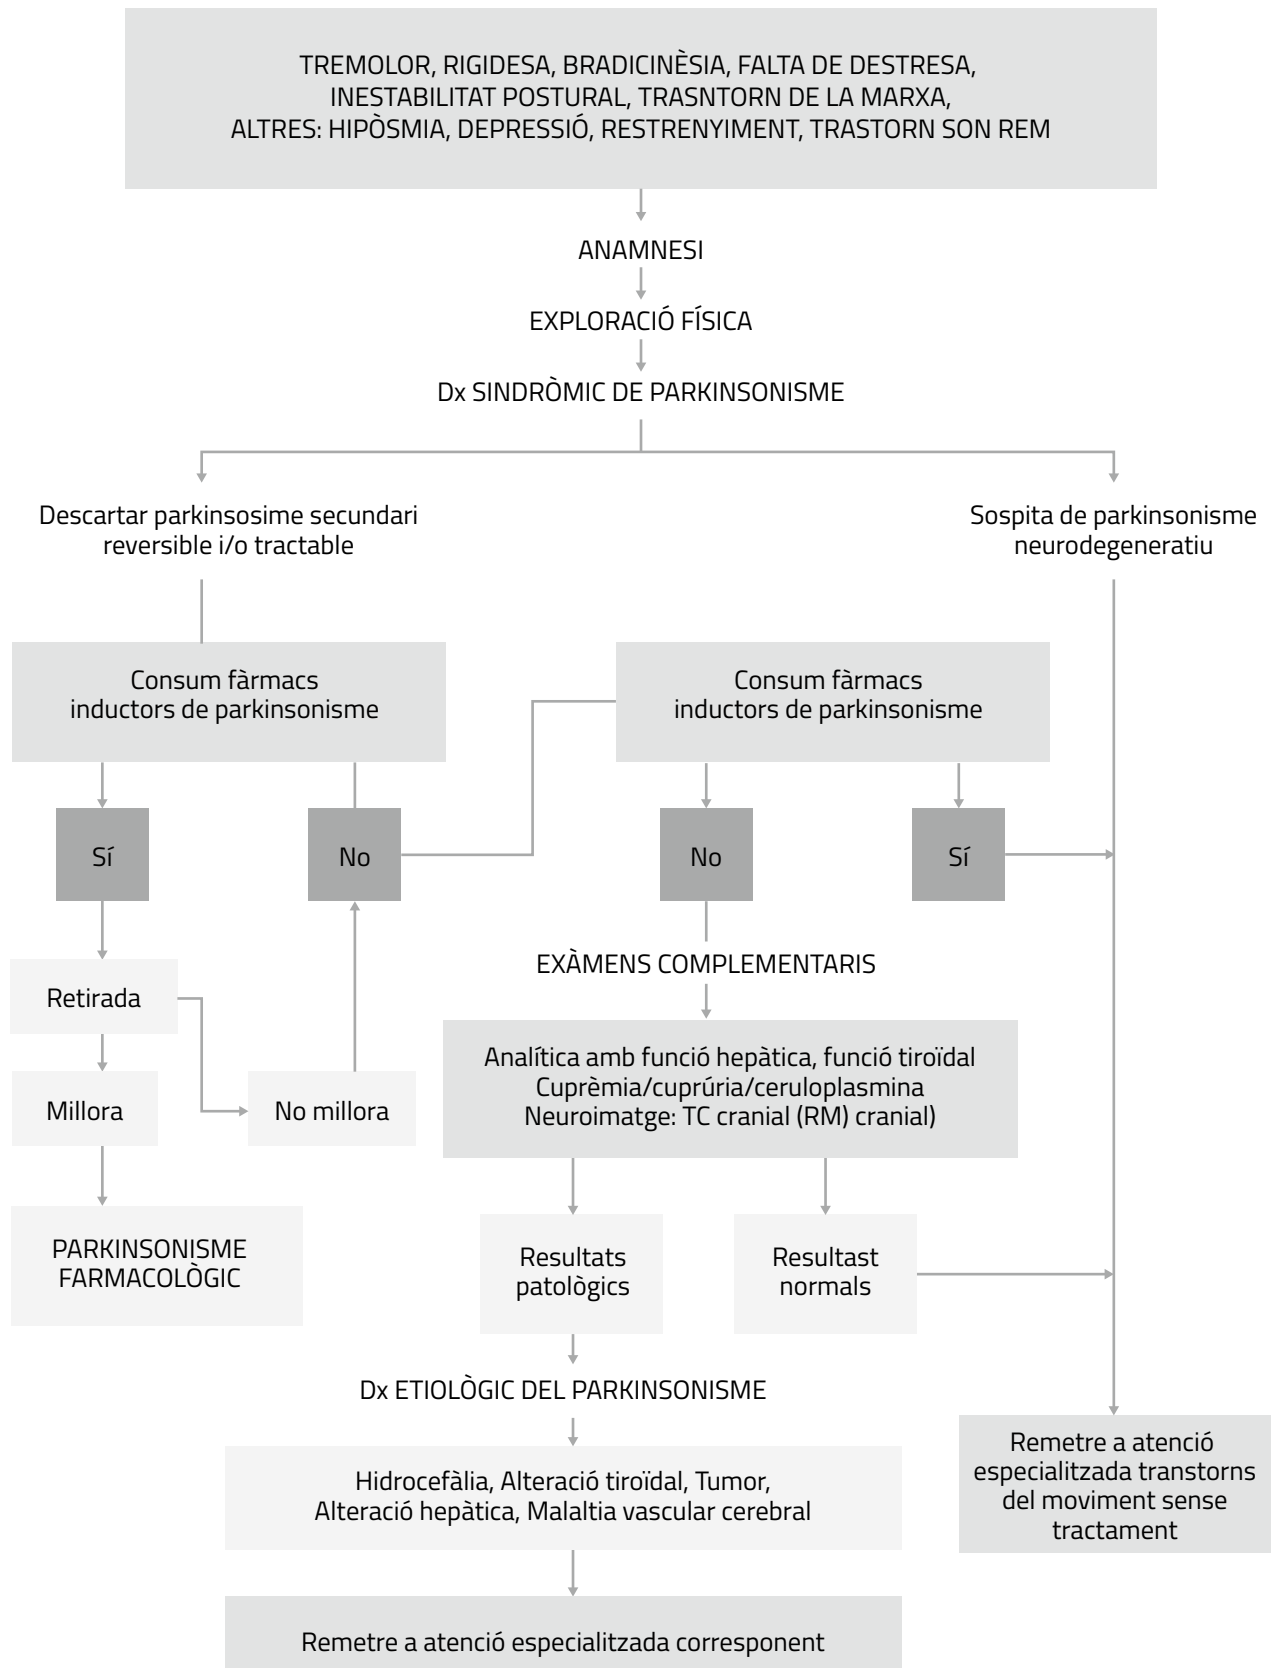 TREMOLOR, RIGIDESA, BRADICINÈSIA, FALTA DE DESTRESA,
INESTABILITAT POSTURAL, TRASNTORN DE LA MARXA,
ALTRES: HIPÒSMIA, DEPRESSIÓ, RESTRENYIMENT, TRASTORN SON REM
ANAMNESI
EXPLORACIÓ FÍSICA
Dx SINDRÒMIC DE PARKINSONISME
Descartar parkinsosime secundari
reversible i/o tractable
Sospita de parkinsonisme
neurodegeneratiu
Consum fàrmacs
inductors de parkinsonisme
Consum fàrmacs
inductors de parkinsonisme
Sí
No
No
Sí
EXÀMENS COMPLEMENTARIS
Retirada
Analítica amb funció hepàtica, funció tiroïdal
Cuprèmia/cuprúria/ceruloplasmina
Neuroimatge: TC cranial (RM) cranial)
Millora
No millora
PARKINSONISME
FARMACOLÒGIC
Resultats
patològics
Resultast
normals
Dx ETIOLÒGIC DEL PARKINSONISME
Remetre a atenció
especialitzada transtorns
del moviment sense
tractament
Hidrocefàlia, Alteració tiroïdal, Tumor,
Alteració hepàtica, Malaltia vascular cerebral
Remetre a atenció especialitzada corresponent